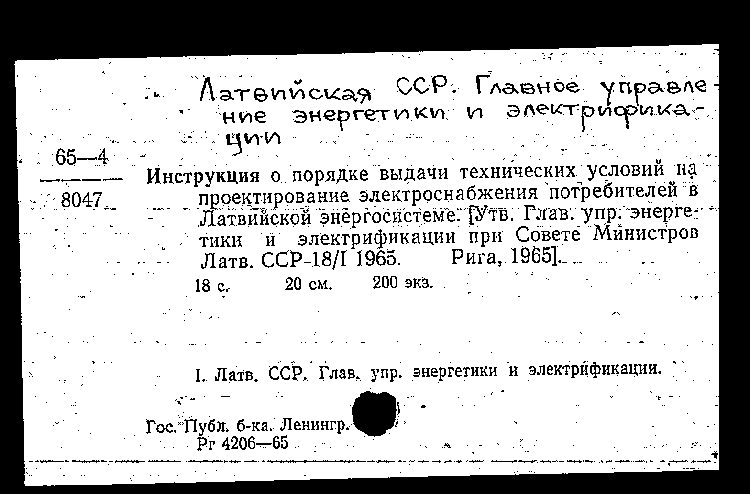 Латвийская ССР. Главное управле-
ние энергетики и электрифика-
ции
65—4
8047
Инструкция о порядке выдачи технических условий на
проектирование электроснабжения потребителей в
Латвийской энергосистеме. [Утв. Глав. упр. энерге-
тики и электрификации при Совете Министров
Латв. ССР 18/I 1965. Рига, 1965].
18 с. 20 см. 200 экз.
I. Латв. ССР. Глав. упр. энергетики и электрификации.
Гос. Публ. б-ка. Ленингр.
Рг 4206—65